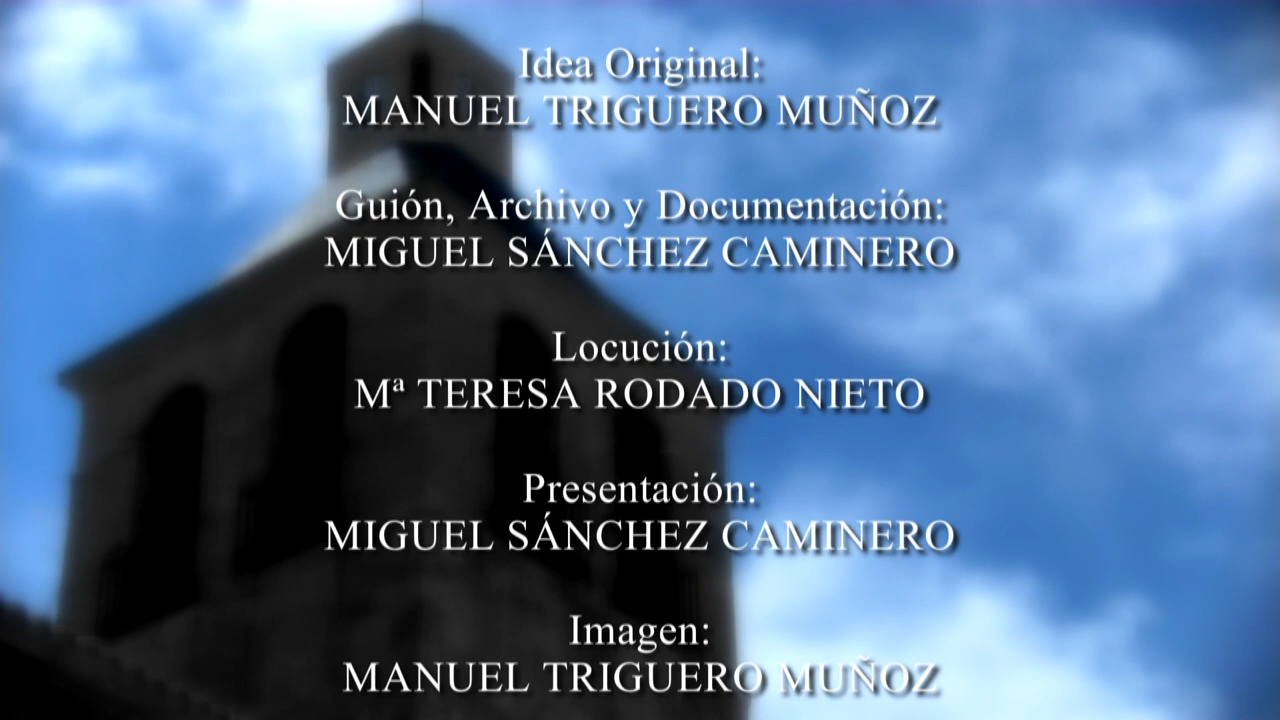 Idea Original:
MANUEL TRIGUERO MUÑOZ
Guión, Archivo y Documentación:
MIGUEL SÁNCHEZ CAMINERO
Locución:
Mª TERESA RODADO NIETO
Presentación:
MIGUEL SÁNCHEZ CAMINERO
Imagen:
MANUEL TRIGUERO MUÑOZ